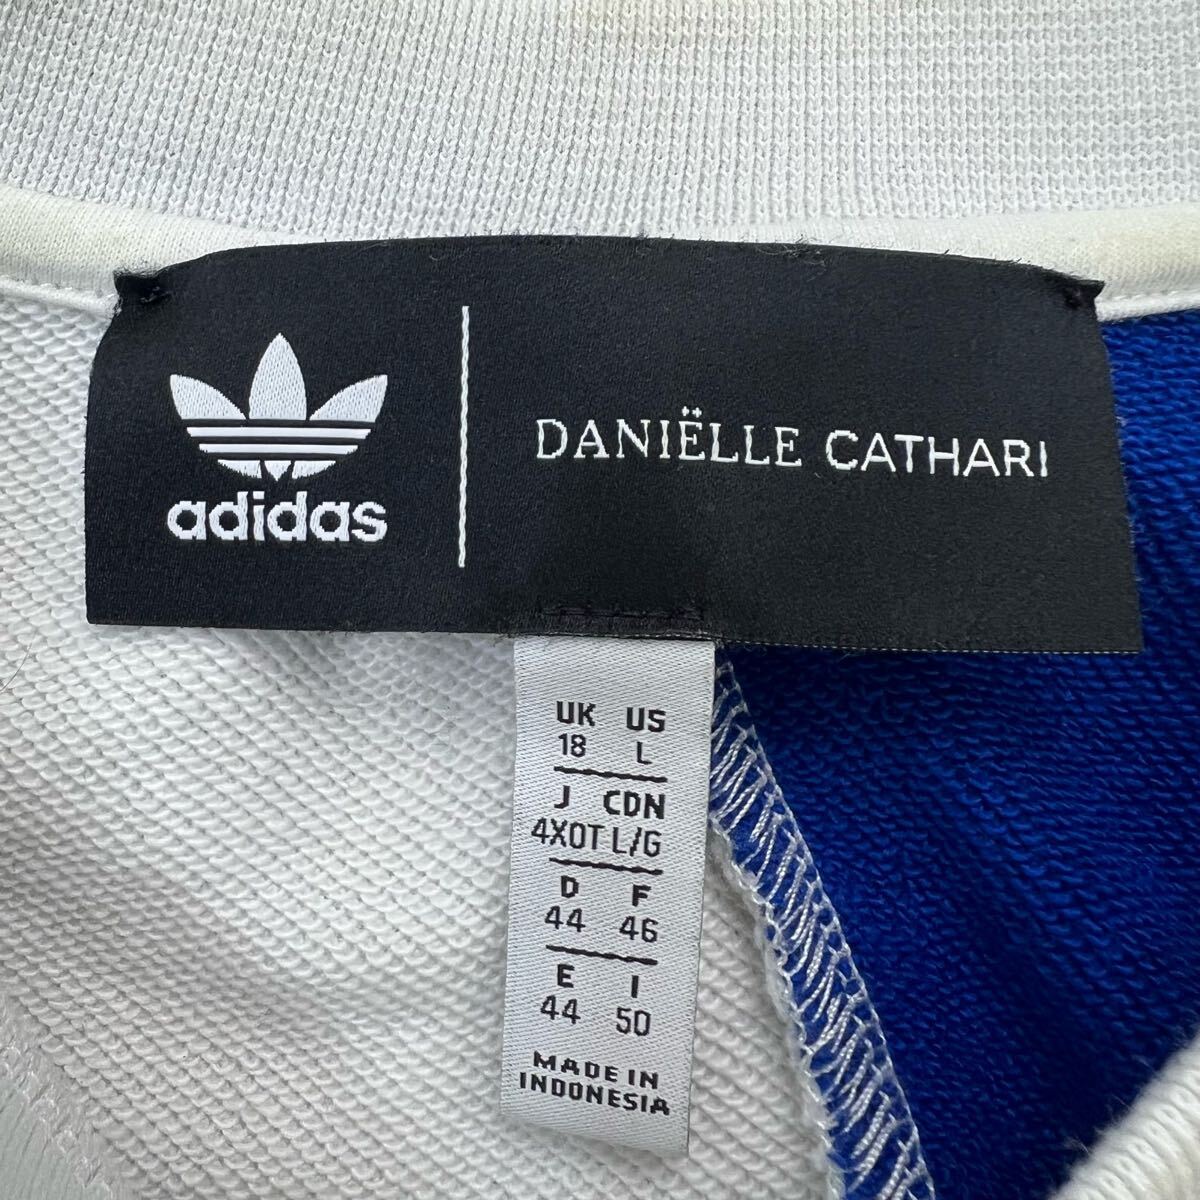 adidas
DANIËLLE CATHARI
UK US
18 L
J CDN
4XOT L/G
D F
44 46
E I
44 50
MADE IN
INDONESIA